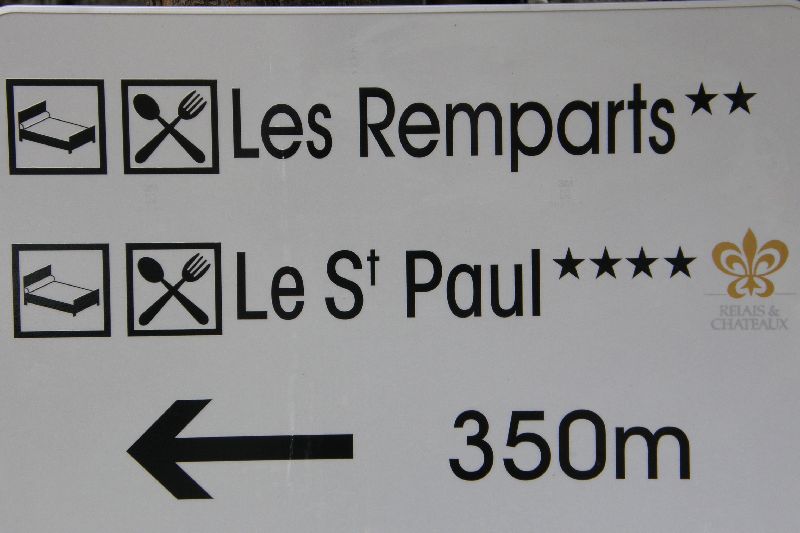 Les Remparts★★
Le St Paul★★★★
RELAIS &
CHATEAUX
350m